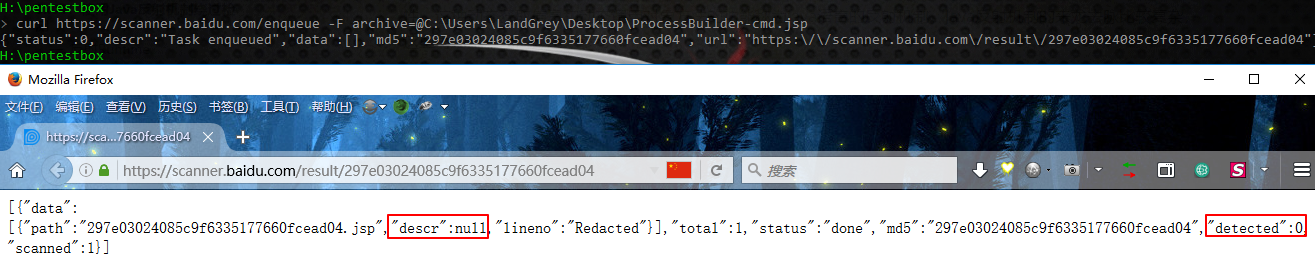 H:\pentestbox
> curl https://scanner.baidu.com/enqueue -F archive=@C:\Users\LandGrey\Desktop\ProcessBuilder-cmd.jsp
{"status":0,"descr":"Task enqueued","data":[],"md5":"297e03024085c9f6335177660fcead04","url":"https:\/\/scanner.baidu.com\/result\/297e03024085c9f6335177660fcead04"}
H:\pentestbox
Mozilla Firefox
文件(F) 编辑(E) 查看(V) 历史(S) 书签(B) 工具(T) 帮助(H)
https://sca...7660fcead04
https://scanner.baidu.com/result/297e03024085c9f6335177660fcead04 搜索 S
[{"data":
[{"path":"297e03024085c9f6335177660fcead04.jsp","descr":null,"lineno":"Redacted"}],"total":1,"status":"done","md5":"297e03024085c9f6335177660fcead04","detected":0,
"scanned":1}]